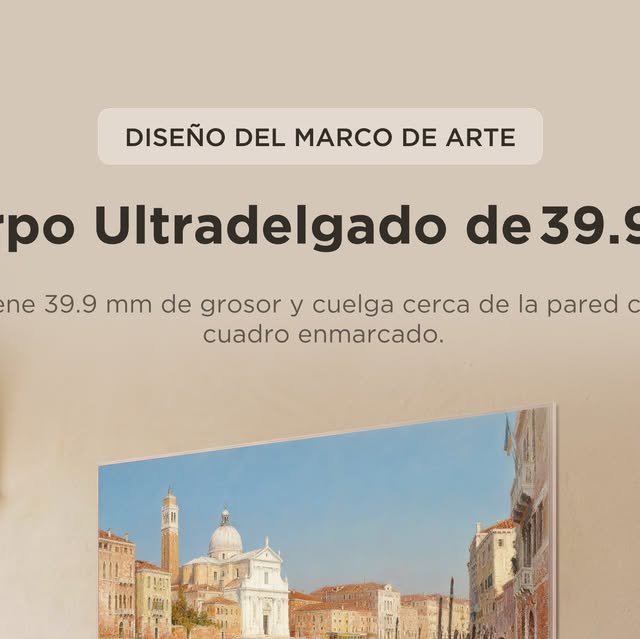 DISEÑO DEL MARCO DE ARTE
rpo Ultradelgado de 39.9
ene 39.9 mm de grosor y cuelga cerca de la pared c
cuadro enmarcado.